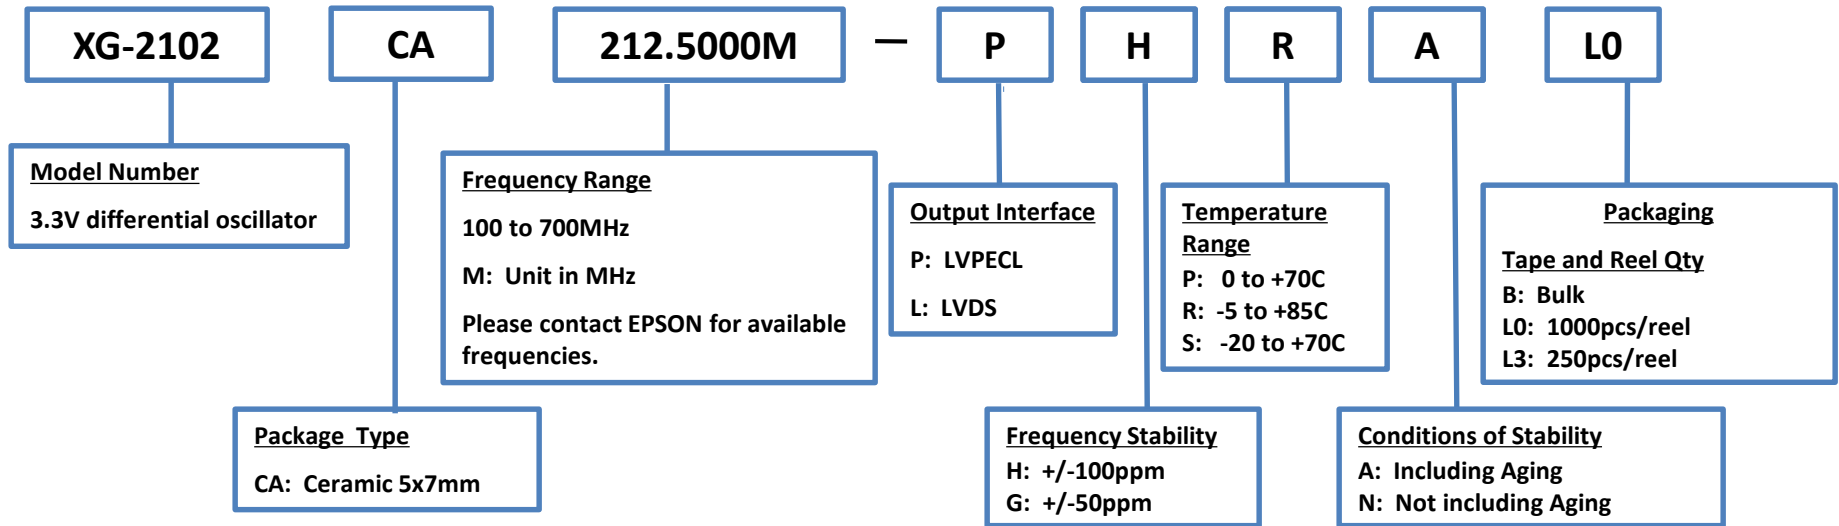 XG-2102 CA 212.5000M — P H R A L0
Model Number
3.3V differential oscillator
Frequency Range
100 to 700MHz
M: Unit in MHz
Please contact EPSON for available
frequencies.
Output Interface
P: LVPECL
L: LVDS
Temperature
Range
P: 0 to +70C
R: -5 to +85C
S: -20 to +70C
Packaging
Tape and Reel Qty
B: Bulk
L0: 1000pcs/reel
L3: 250pcs/reel
Package Type
CA: Ceramic 5x7mm
Frequency Stability
H: +/-100ppm
G: +/-50ppm
Conditions of Stability
A: Including Aging
N: Not including Aging